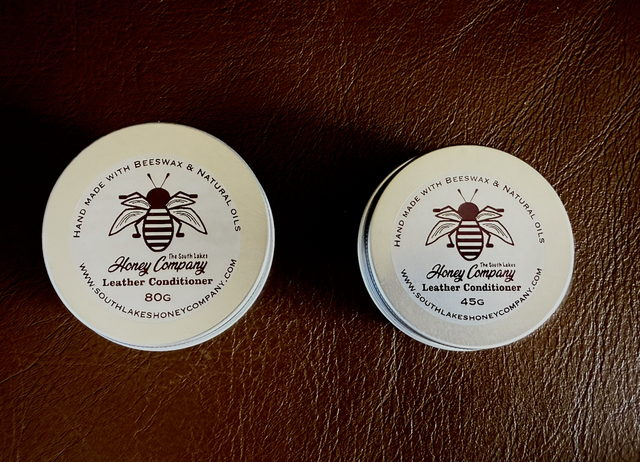 HAND MADE WITH BEESWAX & NATURAL OILS
The South Lakes
Honey Company
Leather Conditioner
80G
WWW.SOUTHLAKESHONEYCOMPANY.COM
HAND MADE WITH BEESWAX & NATURAL OILS
The South Lakes
Honey Company
Leather Conditioner
45G
WWW.SOUTHLAKESHONEYCOMPANY.COM